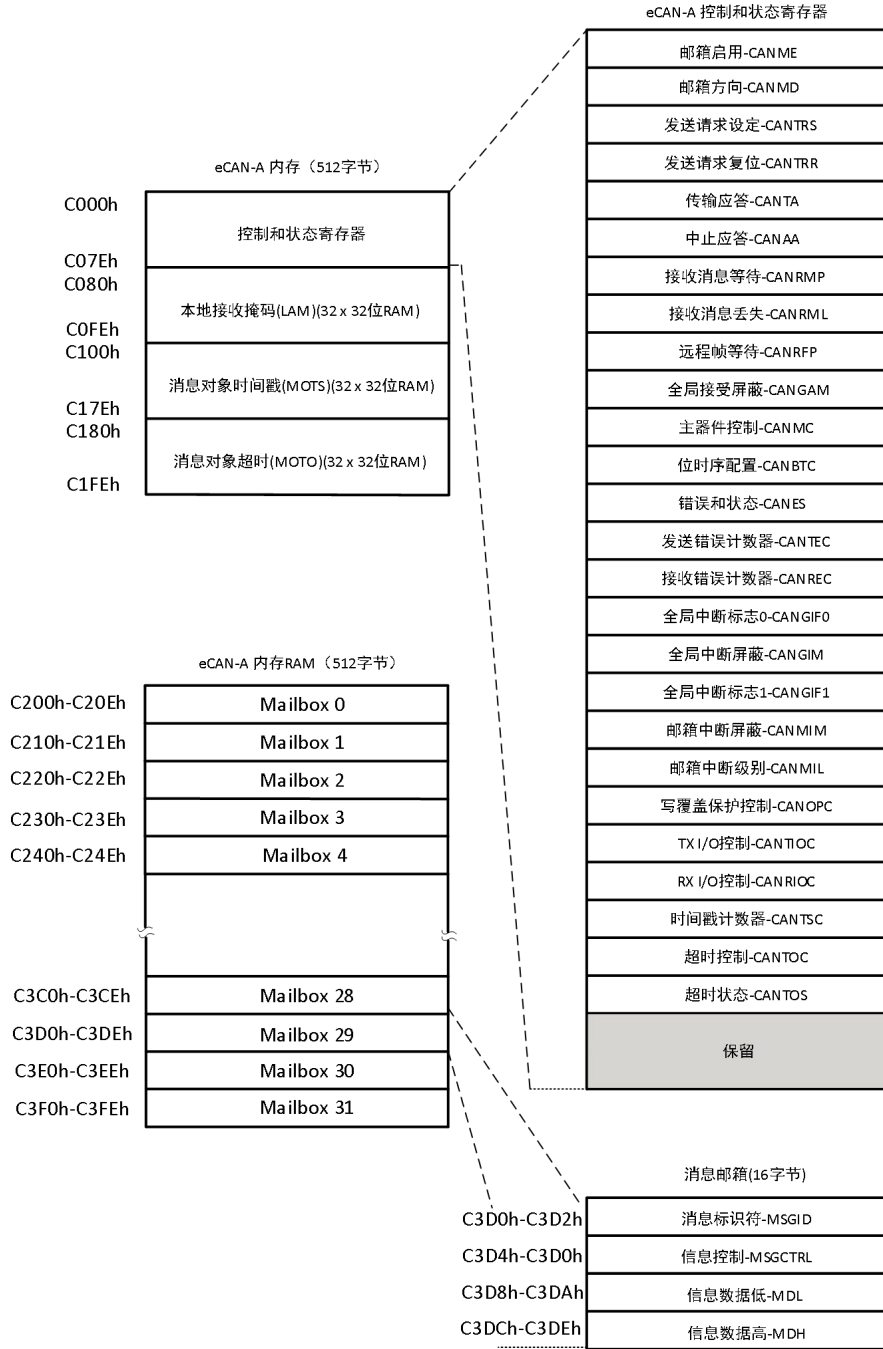 eCAN-A 控制和状态寄存器
邮箱启用-CANME
邮箱方向-CANMD
发送请求设定-CANTRS
发送请求复位-CANTRR
传输应答-CANTA
中止应答-CANAA
接收消息等待-CANRMP
接收消息丢失-CANRML
远程帧等待-CANRFP
全局接受屏蔽-CANGAM
主器件控制-CANMC
位时序配置-CANBTC
错误和状态-CANES
发送错误计数器-CANTEC
接收错误计数器-CANREC
全局中断标志0-CANGIF0
全局中断屏蔽-CANGIM
全局中断标志1-CANGIF1
邮箱中断屏蔽-CANMIM
邮箱中断级别-CANMIL
写覆盖保护控制-CANOPC
TX I/O控制-CANTIOC
RX I/O控制-CANRIOC
时间戳计数器-CANTSC
超时控制-CANTOC
超时状态-CANTOS
保留
eCAN-A 内存（512字节）
C000h
控制和状态寄存器
C07Eh
C080h
本地接收掩码(LAM)(32 x 32位RAM)
C0FEh
C100h
消息对象时间戳(MOTS)(32 x 32位RAM)
C17Eh
C180h
消息对象超时(MOTO)(32 x 32位RAM)
C1FEh
eCAN-A 内存RAM（512字节）
C200h-C20Eh Mailbox 0
C210h-C21Eh Mailbox 1
C220h-C22Eh Mailbox 2
C230h-C23Eh Mailbox 3
C240h-C24Eh Mailbox 4
C3C0h-C3CEh Mailbox 28
C3D0h-C3DEh Mailbox 29
C3E0h-C3EEh Mailbox 30
C3F0h-C3FEh Mailbox 31
消息邮箱(16字节)
C3D0h-C3D2h 消息标识符-MSGID
C3D4h-C3D0h 信息控制-MSGCTRL
C3D8h-C3DAh 信息数据低-MDL
C3DCh-C3DEh 信息数据高-MDH